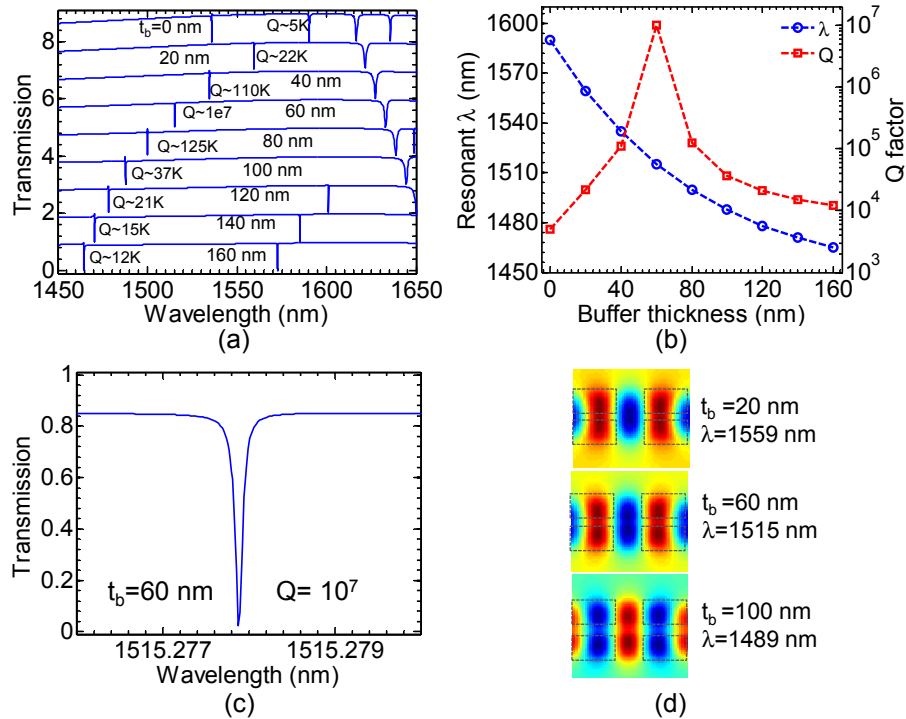 8
6
4
2
0
Transmission
t_b=0 nm
Q~5K
20 nm
Q~22K
40 nm
Q~110K
60 nm
Q~1e7
80 nm
Q~125K
100 nm
Q~37K
120 nm
Q~21K
140 nm
Q~15K
160 nm
Q~12K
1450 1500 1550 1600 1650
Wavelength (nm)
(a)
1600
1570
1540
1510
1480
1450
Resonant λ (nm)
λ
Q
10^7
10^6
10^5
10^4
10^3
Q factor
0 40 80 120 160
Buffer thickness (nm)
(b)
1
0.8
0.6
0.4
0.2
0
Transmission
t_b=60 nm Q= 10^7
1515.277 1515.279
Wavelength (nm)
(c)
t_b=20 nm
λ=1559 nm
t_b=60 nm
λ=1515 nm
t_b=100 nm
λ=1489 nm
(d)